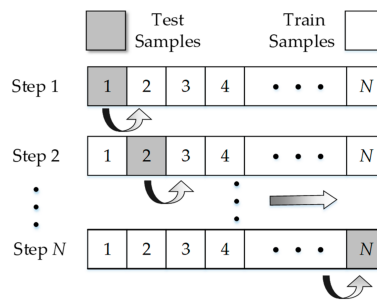 Test Samples
Train Samples
Step 1
1 2 3 4 • • • N
Step 2
1 2 3 4 • • • N
Step N
1 2 3 4 • • • N